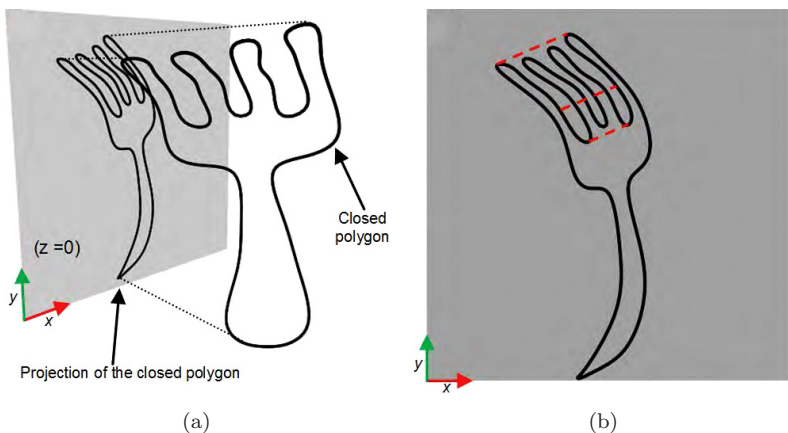 (z =0)
y
x
Closed
polygon
Projection of the closed polygon
(a)
y
x
(b)